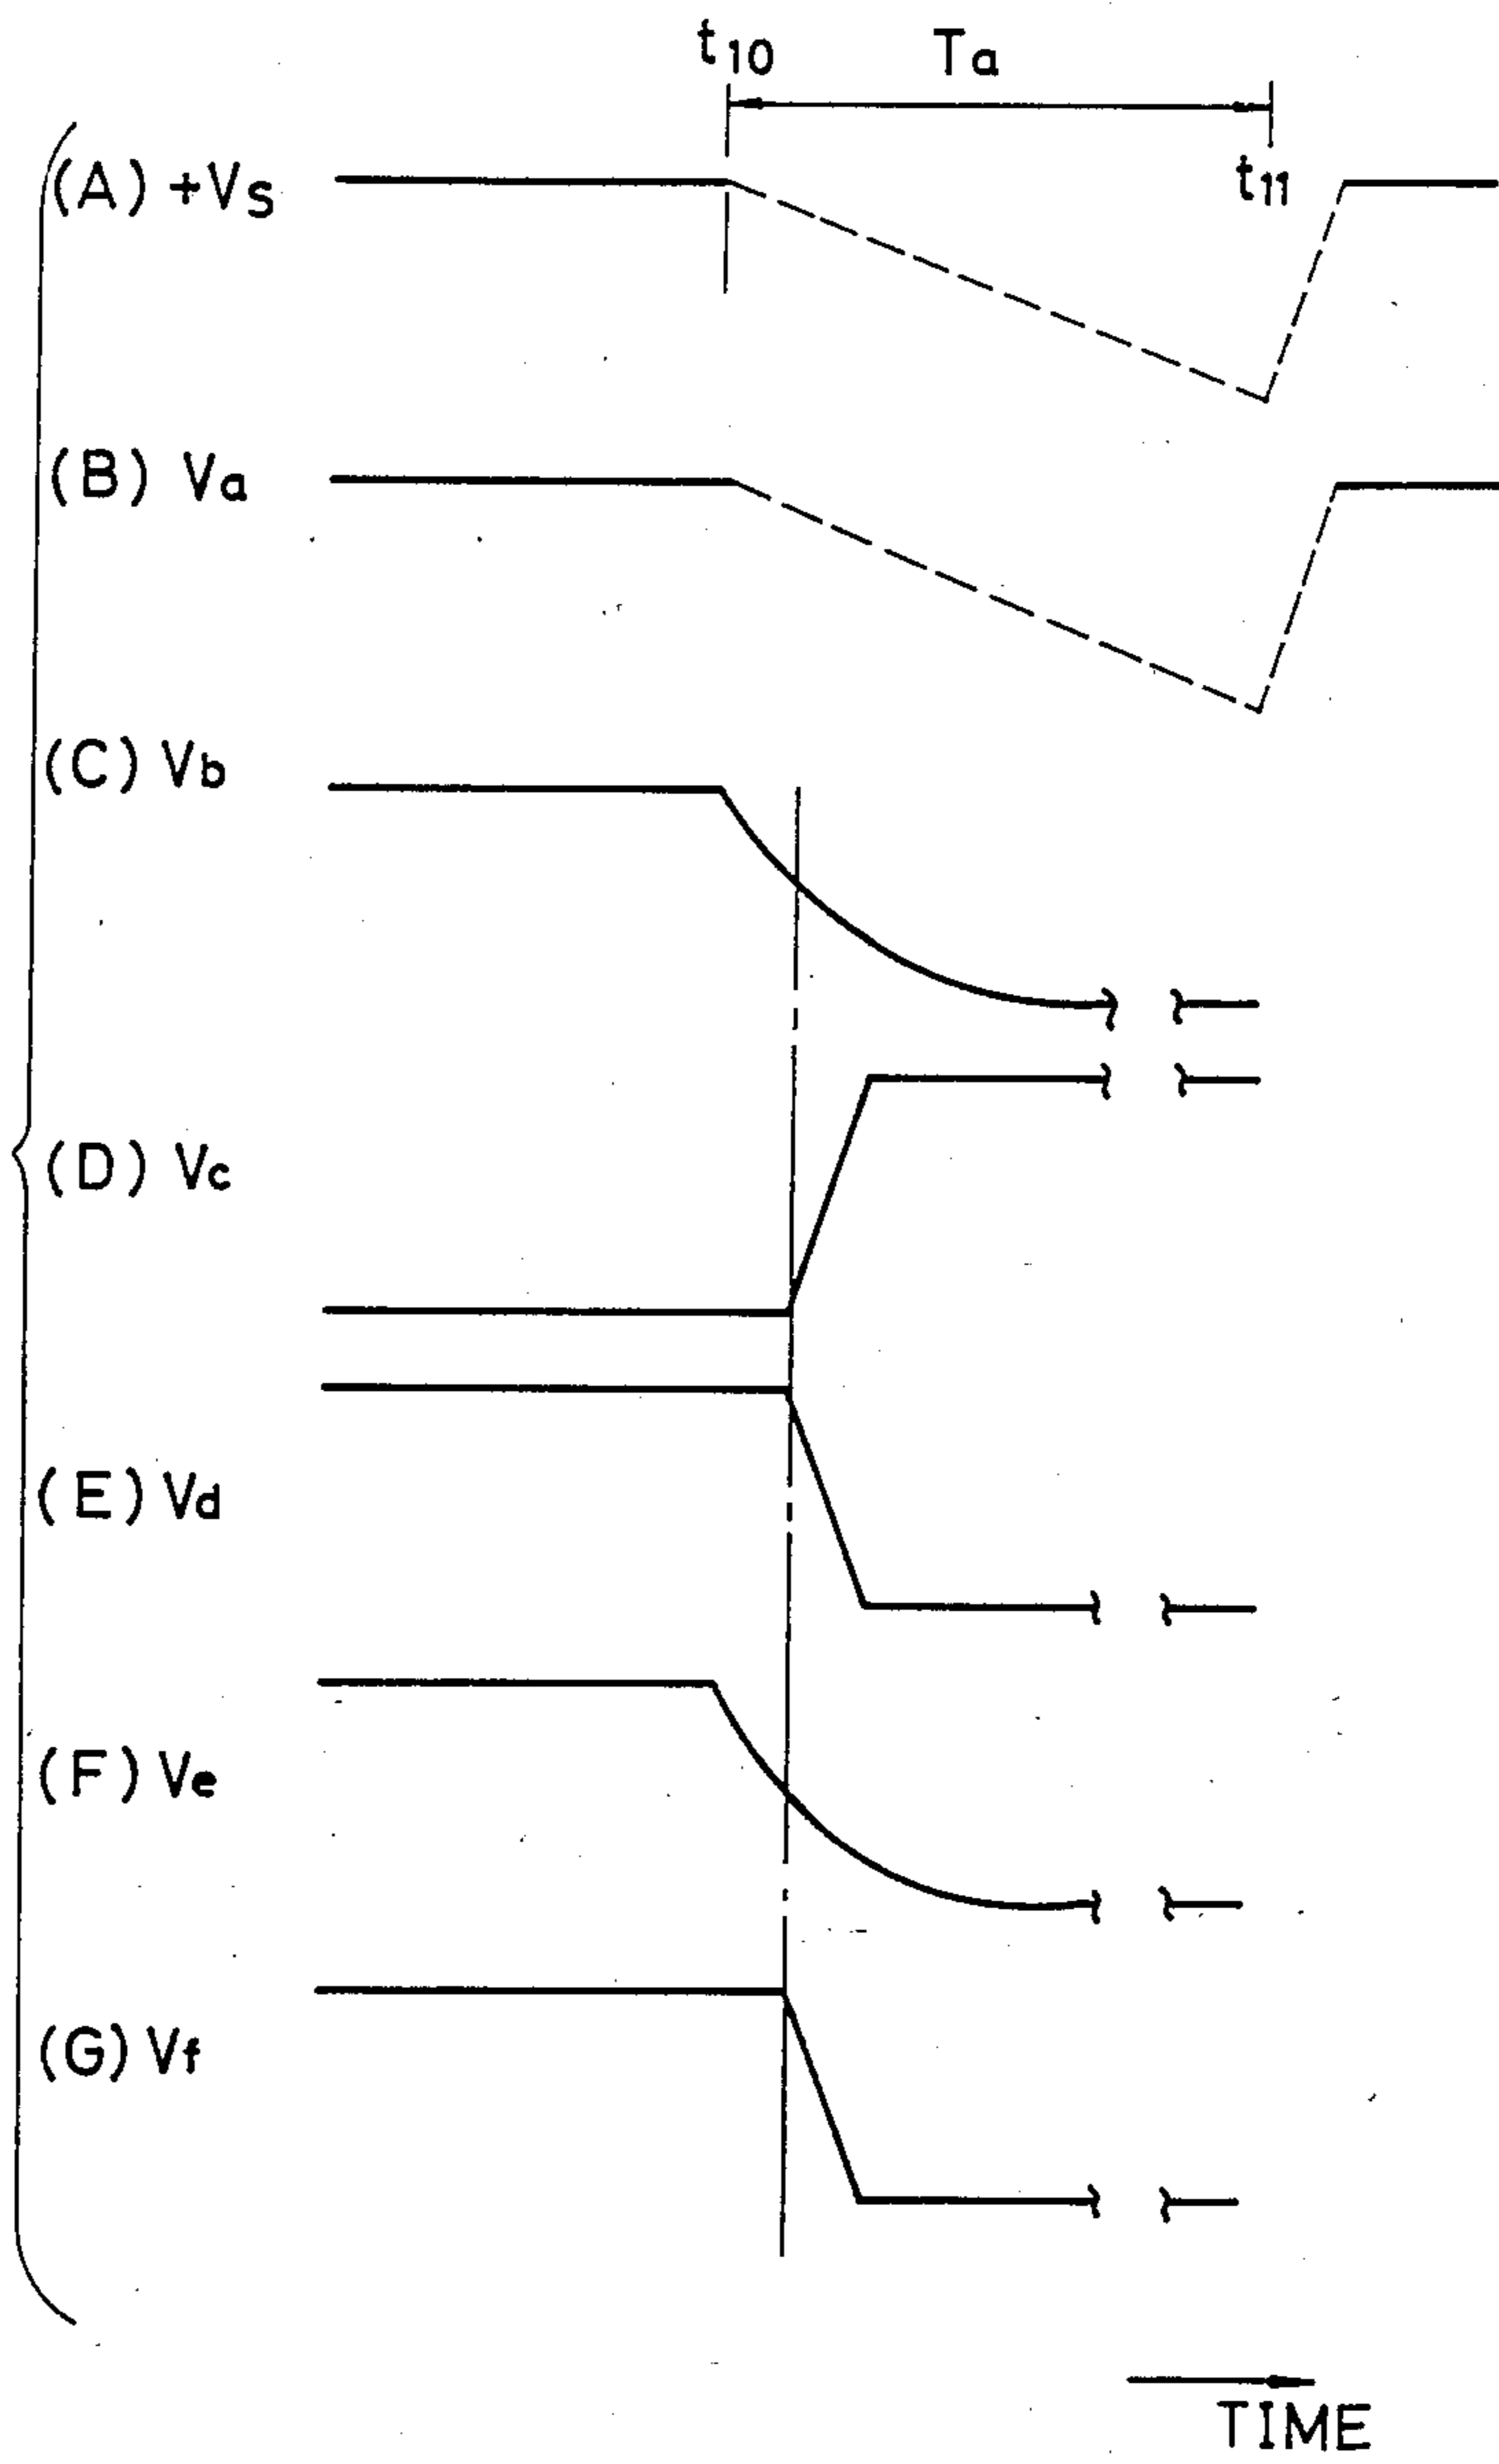 t10 Ta
t11
(A) +Vs
(B) Va
(C) Vb
(D) Vc
(E) Vd
(F) Ve
(G) Vf
TIME